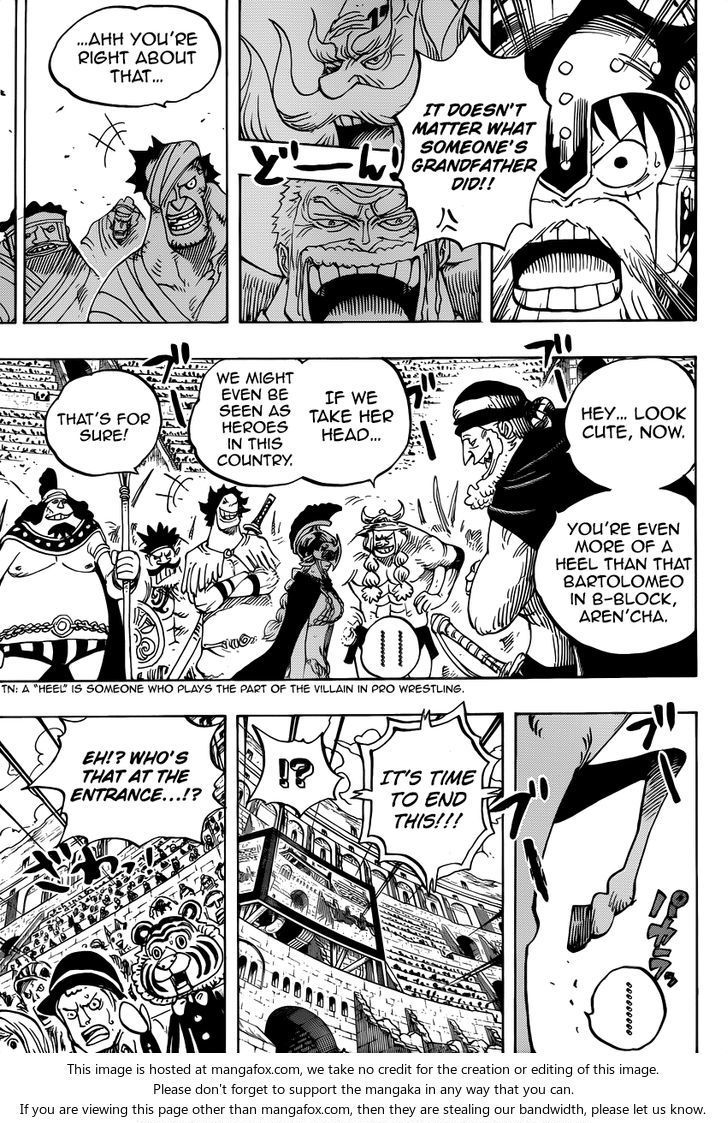 IT DOESN'T
MATTER WHAT
SOMEONE'S
GRANDFATHER
DID!!
どーーん!
...AHH YOU'RE
RIGHT ABOUT
THAT...
HEY... LOOK
CUTE, NOW.
YOU'RE EVEN
MORE OF A
HEEL THAN THAT
BARTOLOMEO
IN B-BLOCK,
AREN'CHA.
IF WE
TAKE HER
HEAD...
WE MIGHT
EVEN BE
SEEN AS
HEROES
IN THIS
COUNTRY.
THAT'S FOR
SURE!
TN: A "HEEL" IS SOMEONE WHO PLAYS THE PART OF THE VILLAIN IN PRO WRESTLING.
IT'S TIME
TO END
THIS!!!
!?
EH!? WHO'S
THAT AT THE
ENTRANCE...!?
This image is hosted at mangafox.com, we take no credit for the creation or editing of this image.
Please don't forget to support the mangaka in any way that you can.
If you are viewing this page other than mangafox.com, then they are stealing our bandwidth, please let us know.